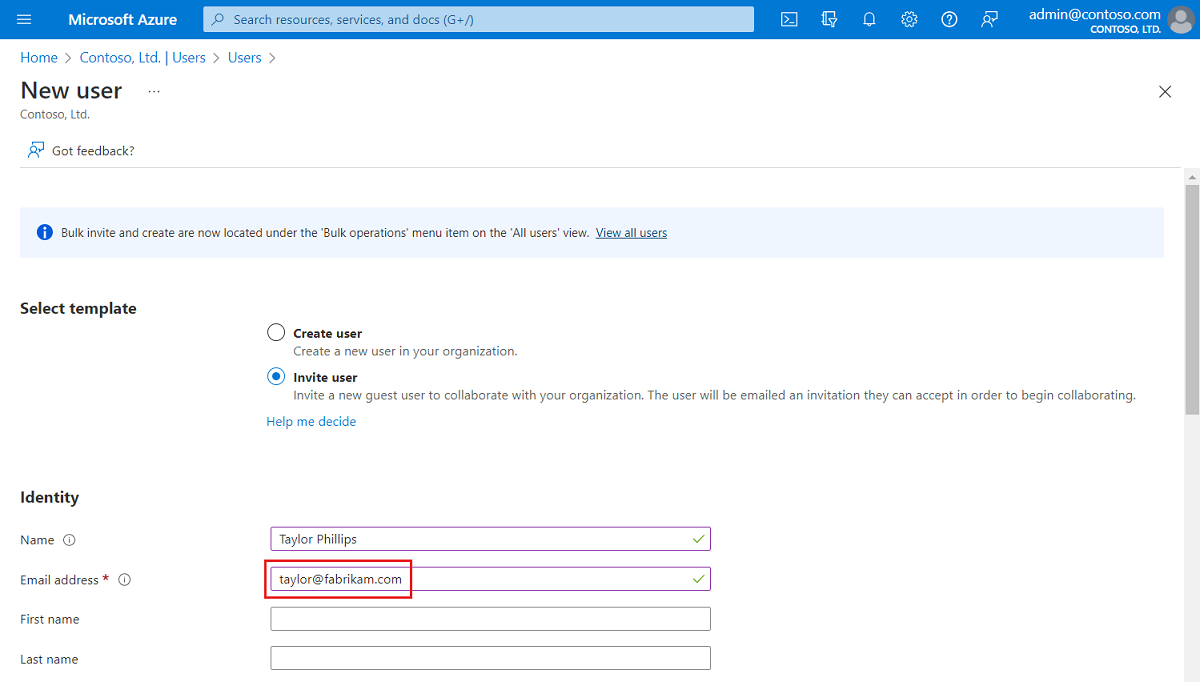 Microsoft Azure
Search resources, services, and docs (G+/)
admin@contoso.com
CONTOSO, LTD.
Home > Contoso, Ltd. | Users > Users >
New user ...
Contoso, Ltd.
Got feedback?
Bulk invite and create are now located under the 'Bulk operations' menu item on the 'All users' view. View all users
Select template
Create user
Create a new user in your organization.
Invite user
Invite a new guest user to collaborate with your organization. The user will be emailed an invitation they can accept in order to begin collaborating.
Help me decide
Identity
Name
Taylor Phillips
Email address *
taylor@fabrikam.com
First name
Last name